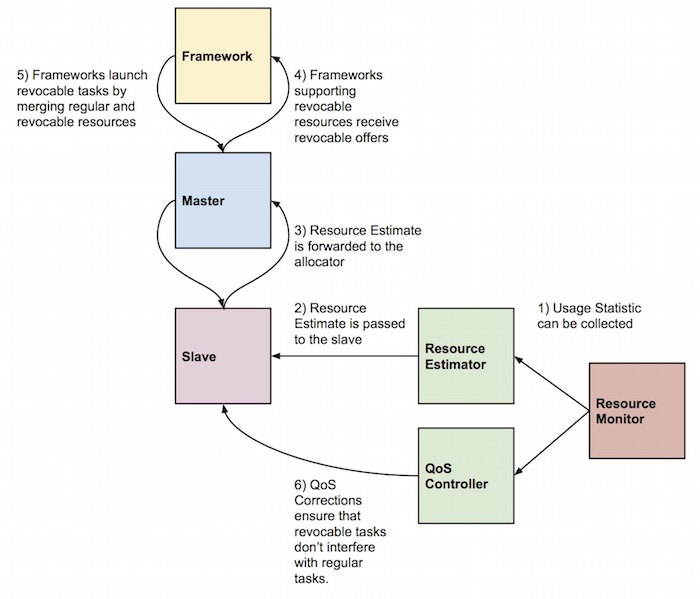 Framework
5) Frameworks launch
revocable tasks by
merging regular and
revocable resources
4) Frameworks
supporting
revocable
resources receive
revocable offers
Master
3) Resource Estimate
is forwarded to the
allocator
2) Resource
Estimate is passed
to the slave
1) Usage Statistic
can be collected
Slave
Resource
Estimator
Resource
Monitor
QoS
Controller
6) QoS
Corrections
ensure that
revocable tasks
don't interfere
with regular
tasks.